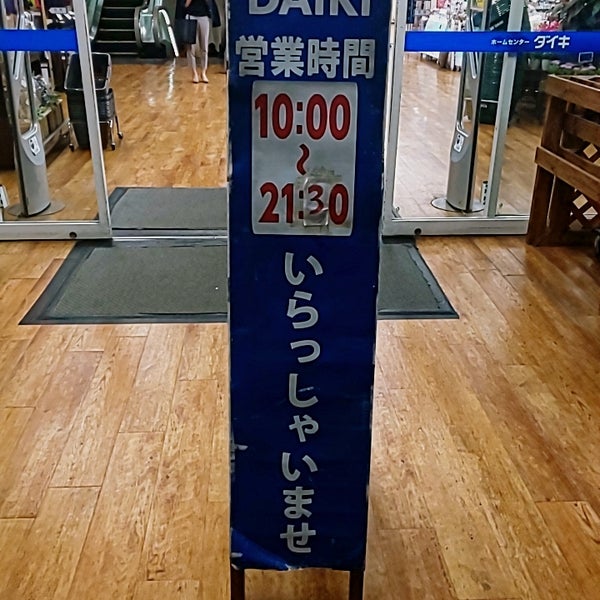 DAIKI
営業時間
10:00
~
21:30
いらっしゃいませ
ホームセンター ダイキ